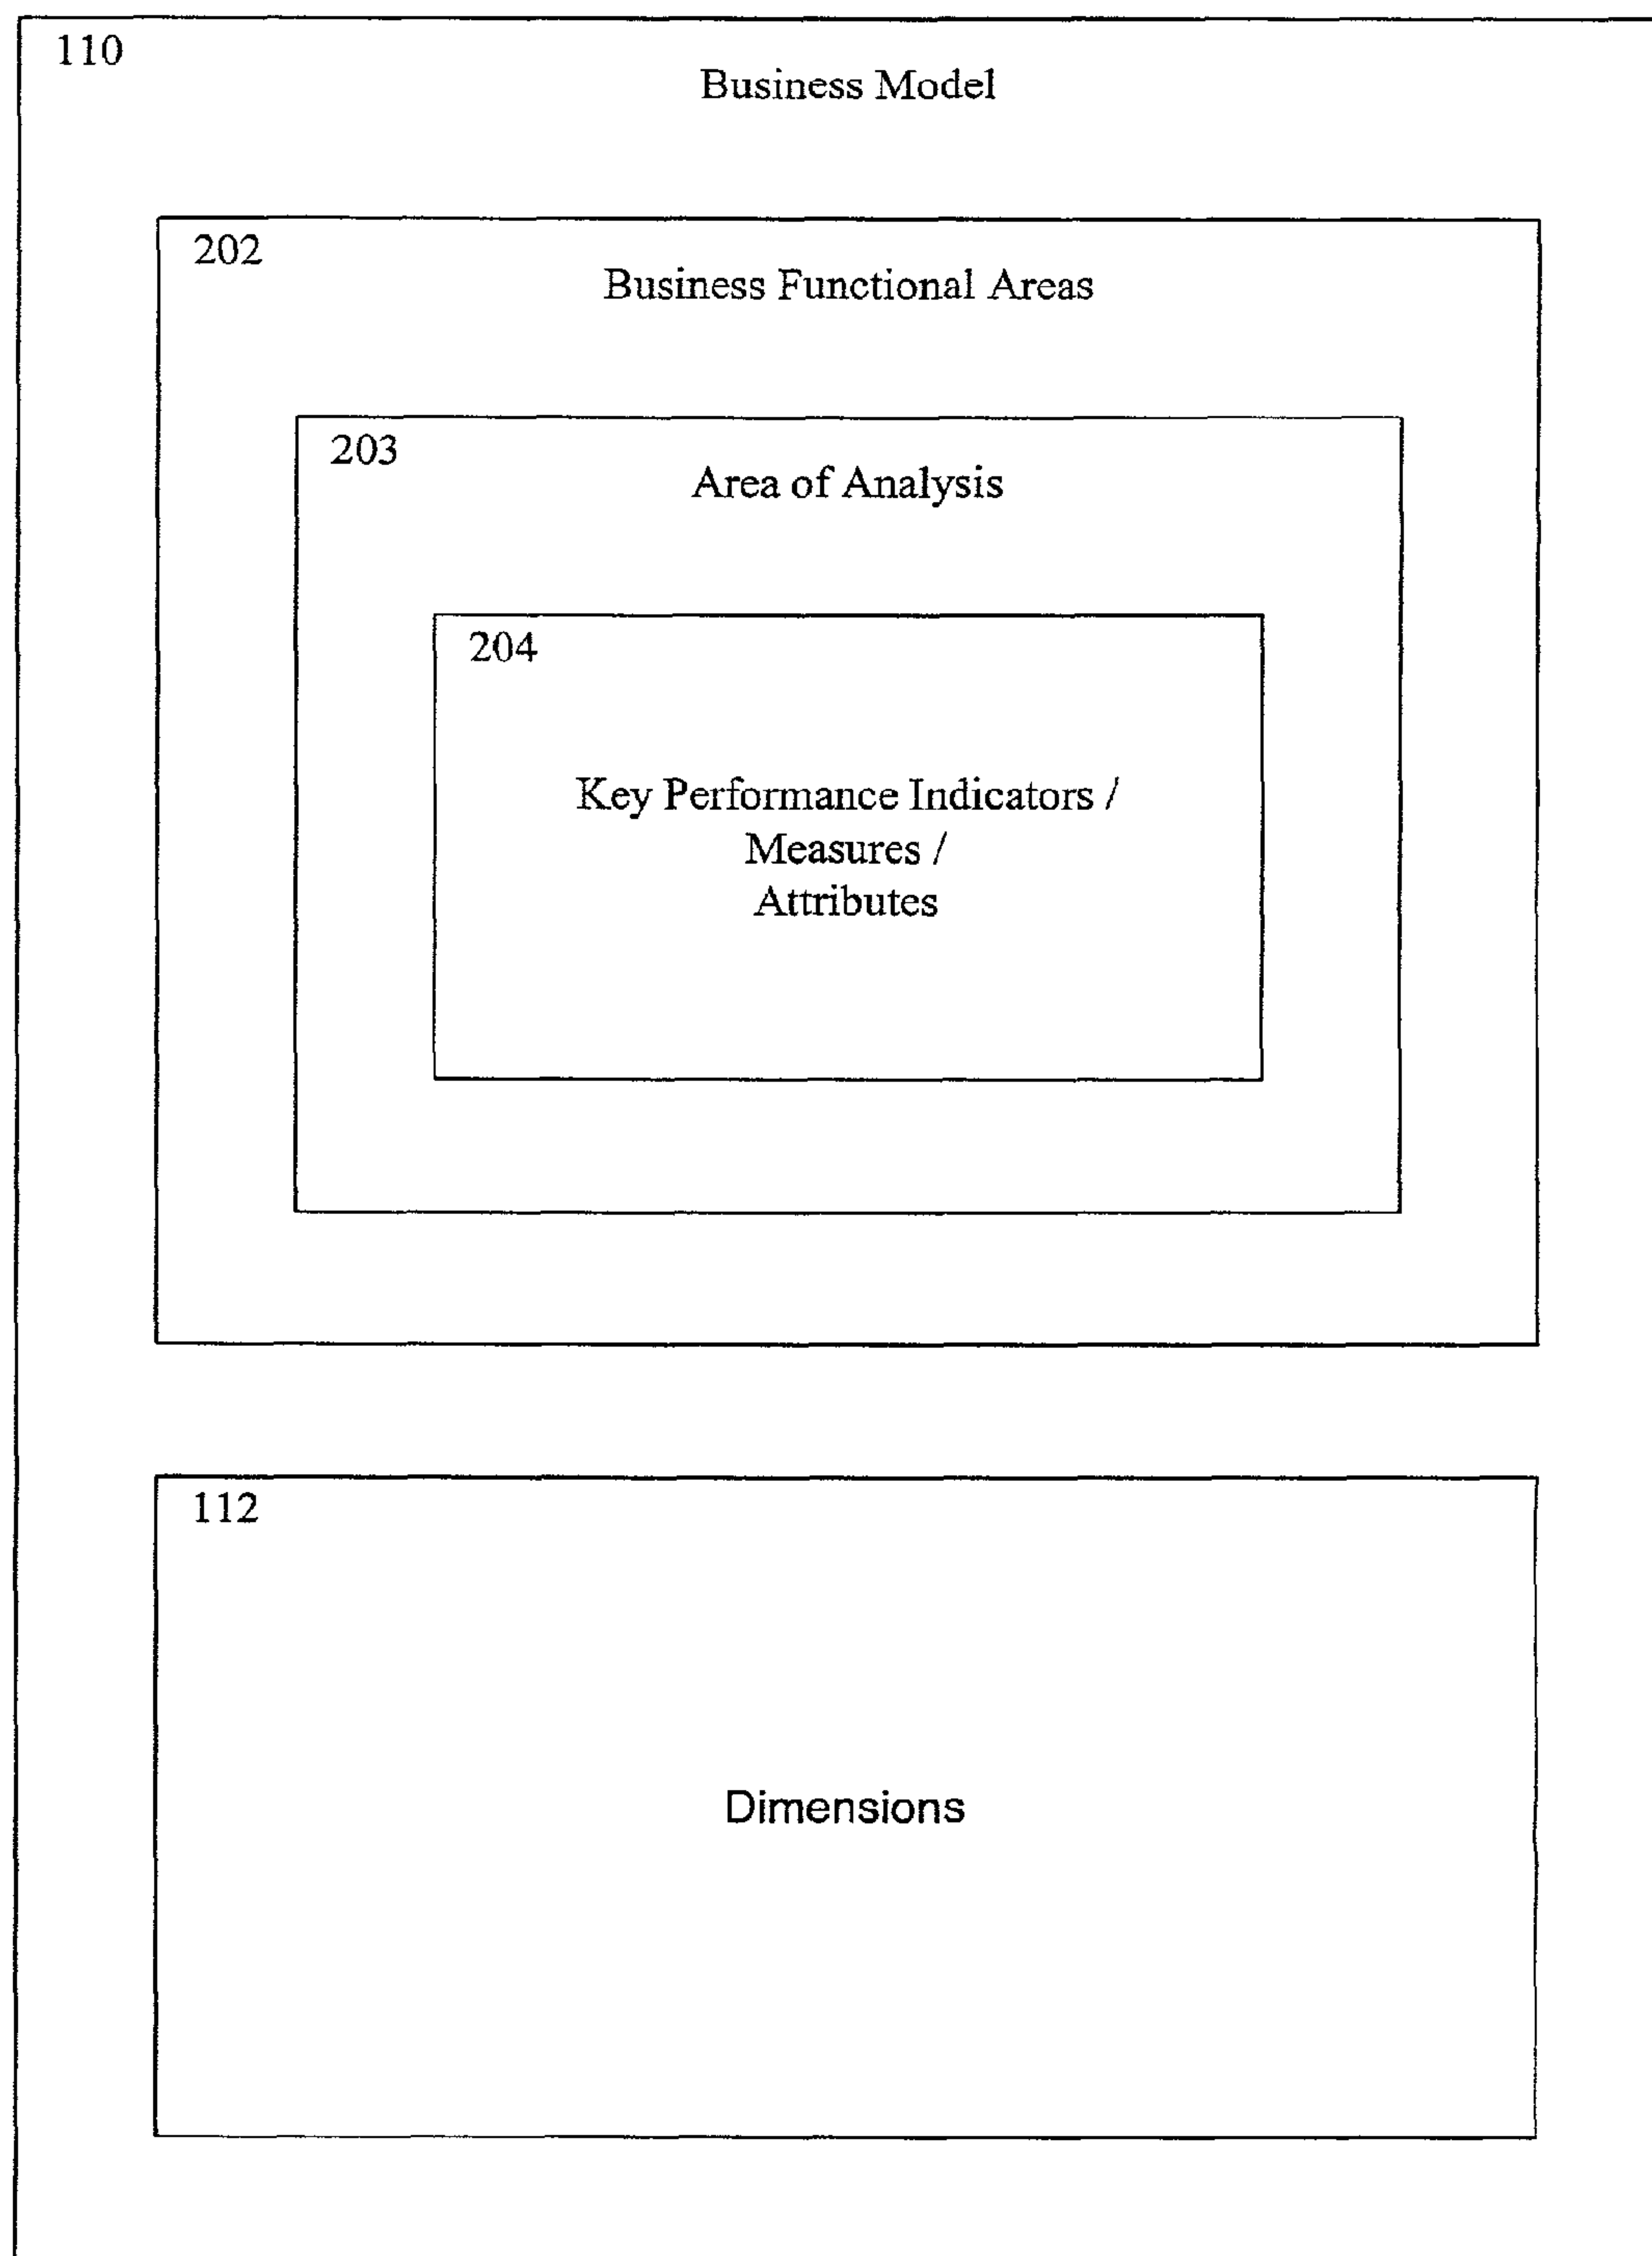 110
Business Model
202
Business Functional Areas
203
Area of Analysis
204
Key Performance Indicators /
Measures /
Attributes
112
Dimensions